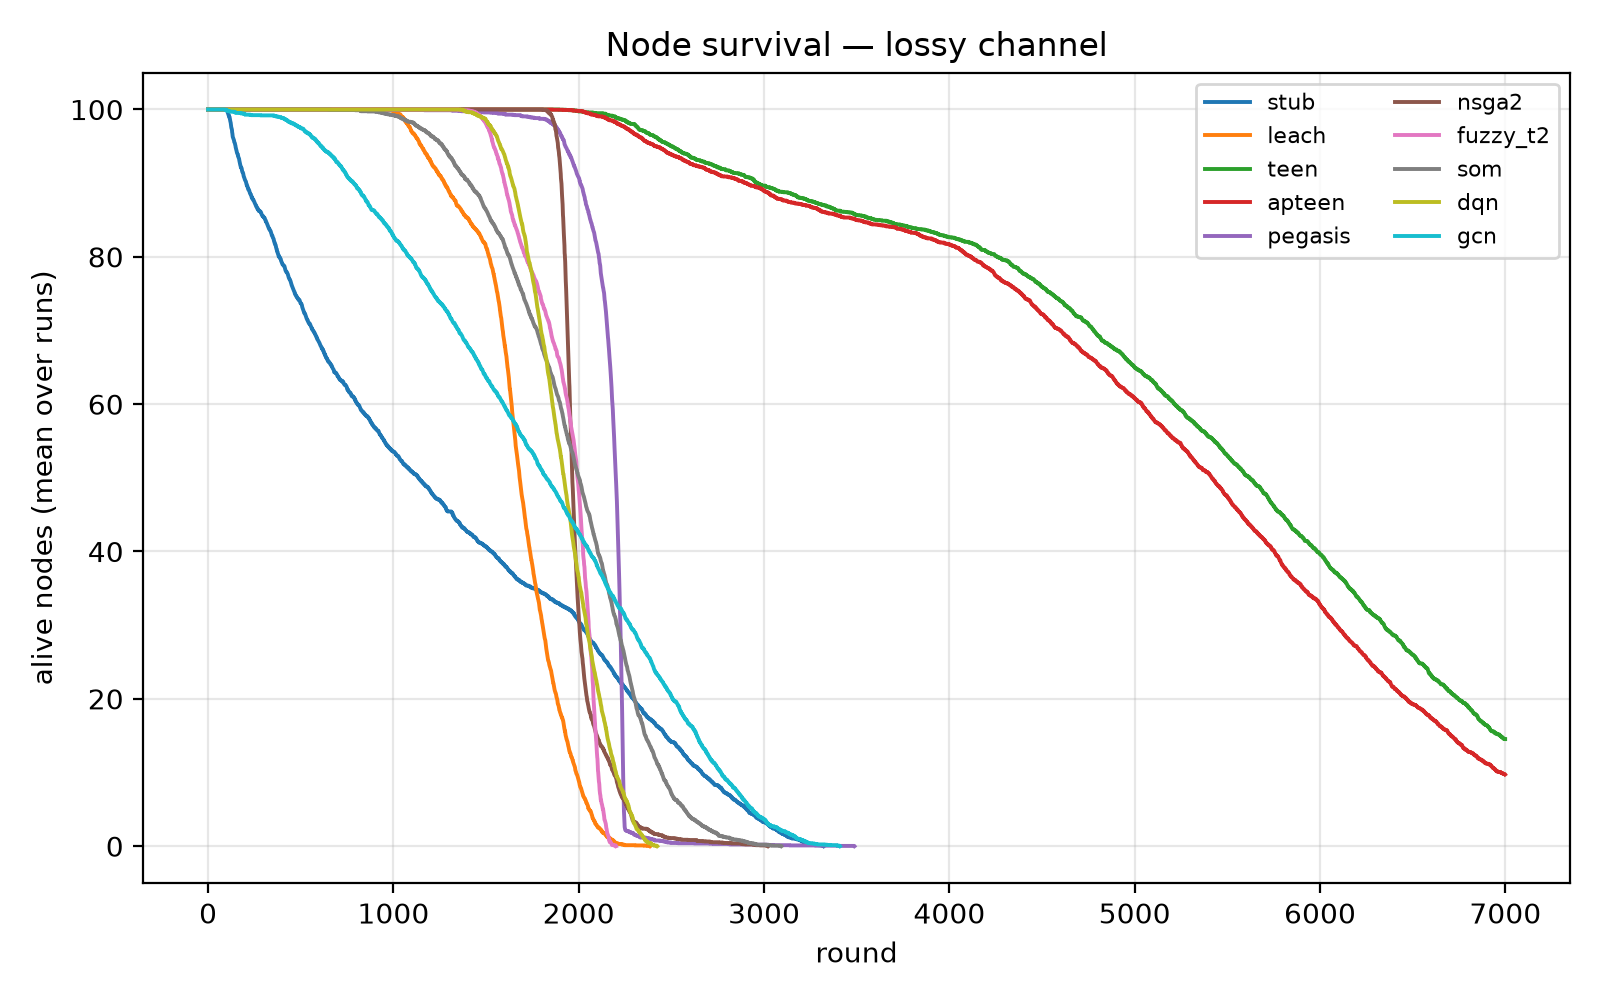 Node survival — lossy channel
alive nodes (mean over runs)
100
80
60
40
20
0
stub
leach
teen
apteen
pegasis
nsga2
fuzzy_t2
som
dqn
gcn
0 1000 2000 3000 4000 5000 6000 7000
round